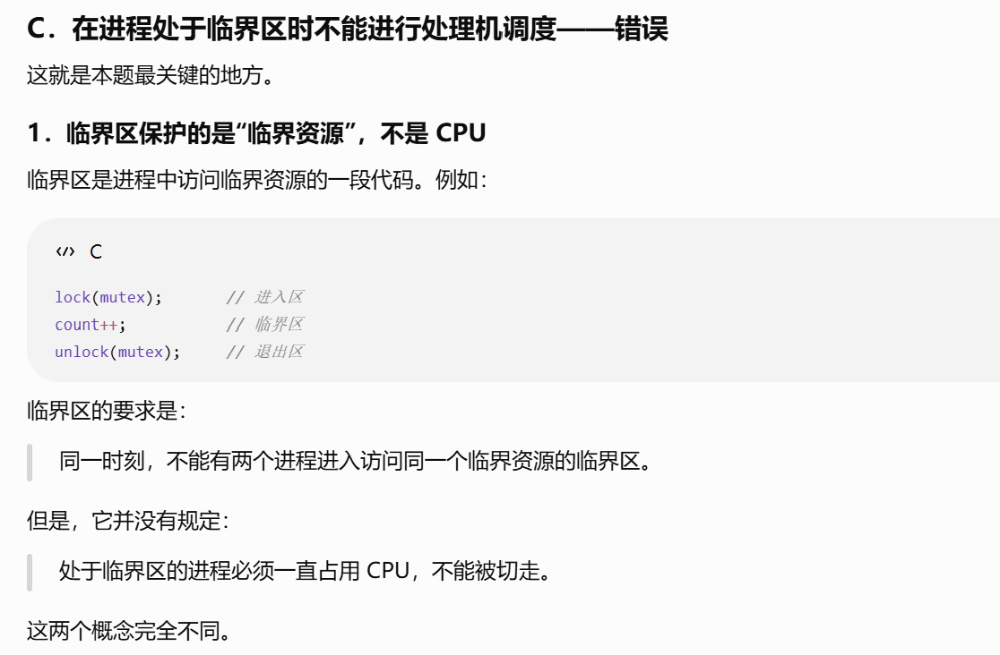 C．在进程处于临界区时不能进行处理机调度——错误
这就是本题最关键的地方。
1．临界区保护的是“临界资源”，不是 CPU
临界区是进程中访问临界资源的一段代码。例如：
</> C
lock(mutex);       // 进入区
count++;           // 临界区
unlock(mutex);     // 退出区
临界区的要求是：
同一时刻，不能有两个进程进入访问同一个临界资源的临界区。
但是，它并没有规定：
处于临界区的进程必须一直占用 CPU，不能被切走。
这两个概念完全不同。